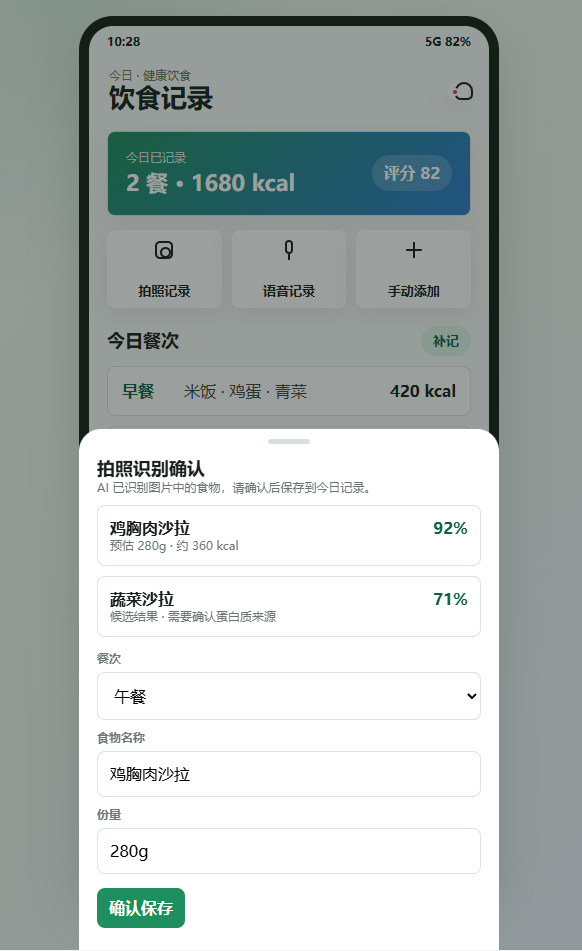 10:28
5G 82%
今日 · 健康饮食
饮食记录
今日已记录
2 餐 · 1680 kcal
评分 82
拍照记录
语音记录
手动添加
今日餐次
补记
早餐
米饭 · 鸡蛋 · 青菜
420 kcal
拍照识别确认
AI 已识别图片中的食物，请确认后保存到今日记录。
鸡胸肉沙拉
92%
预估 280g · 约 360 kcal
蔬菜沙拉
71%
候选结果 · 需要确认蛋白质来源
餐次
午餐
食物名称
鸡胸肉沙拉
份量
280g
确认保存